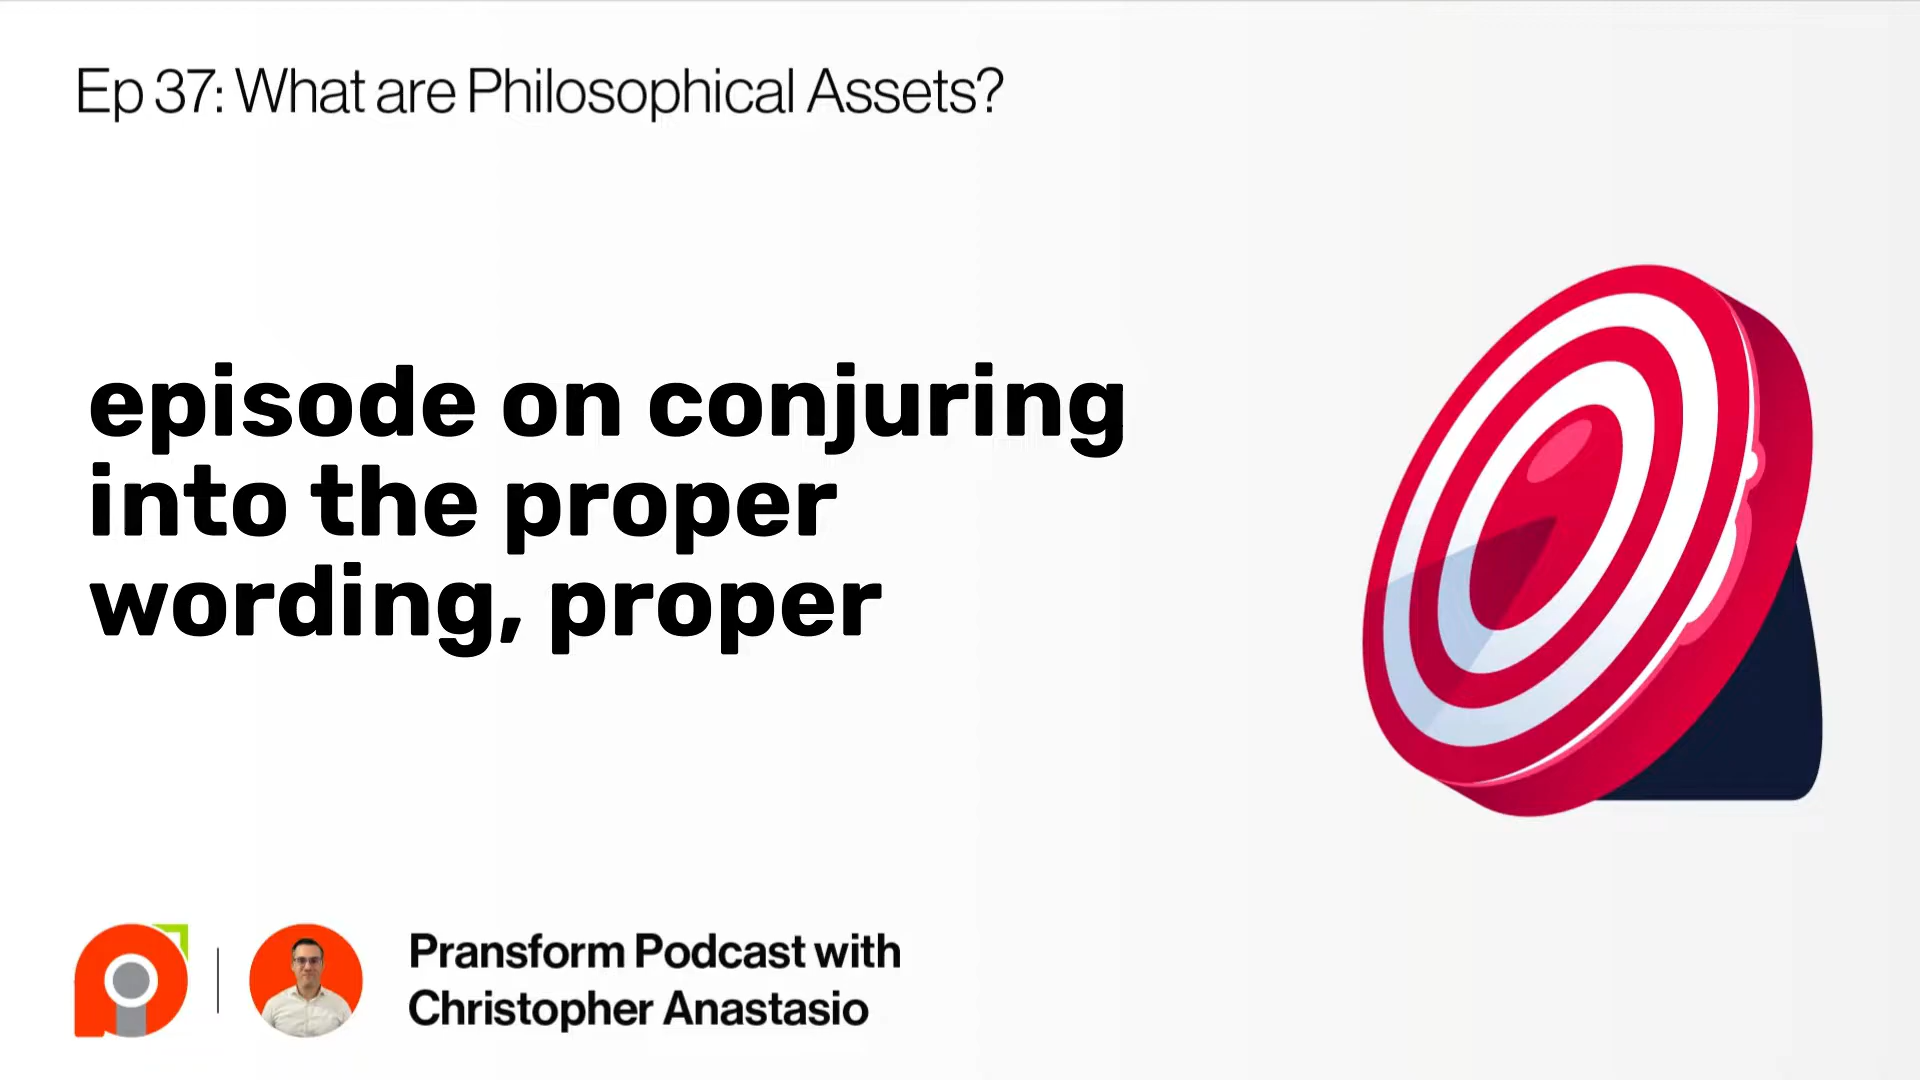 Ep 37: What are Philosophical Assets?
episode on conjuring
into the proper
wording, proper
Pransform Podcast with
Christopher Anastasio